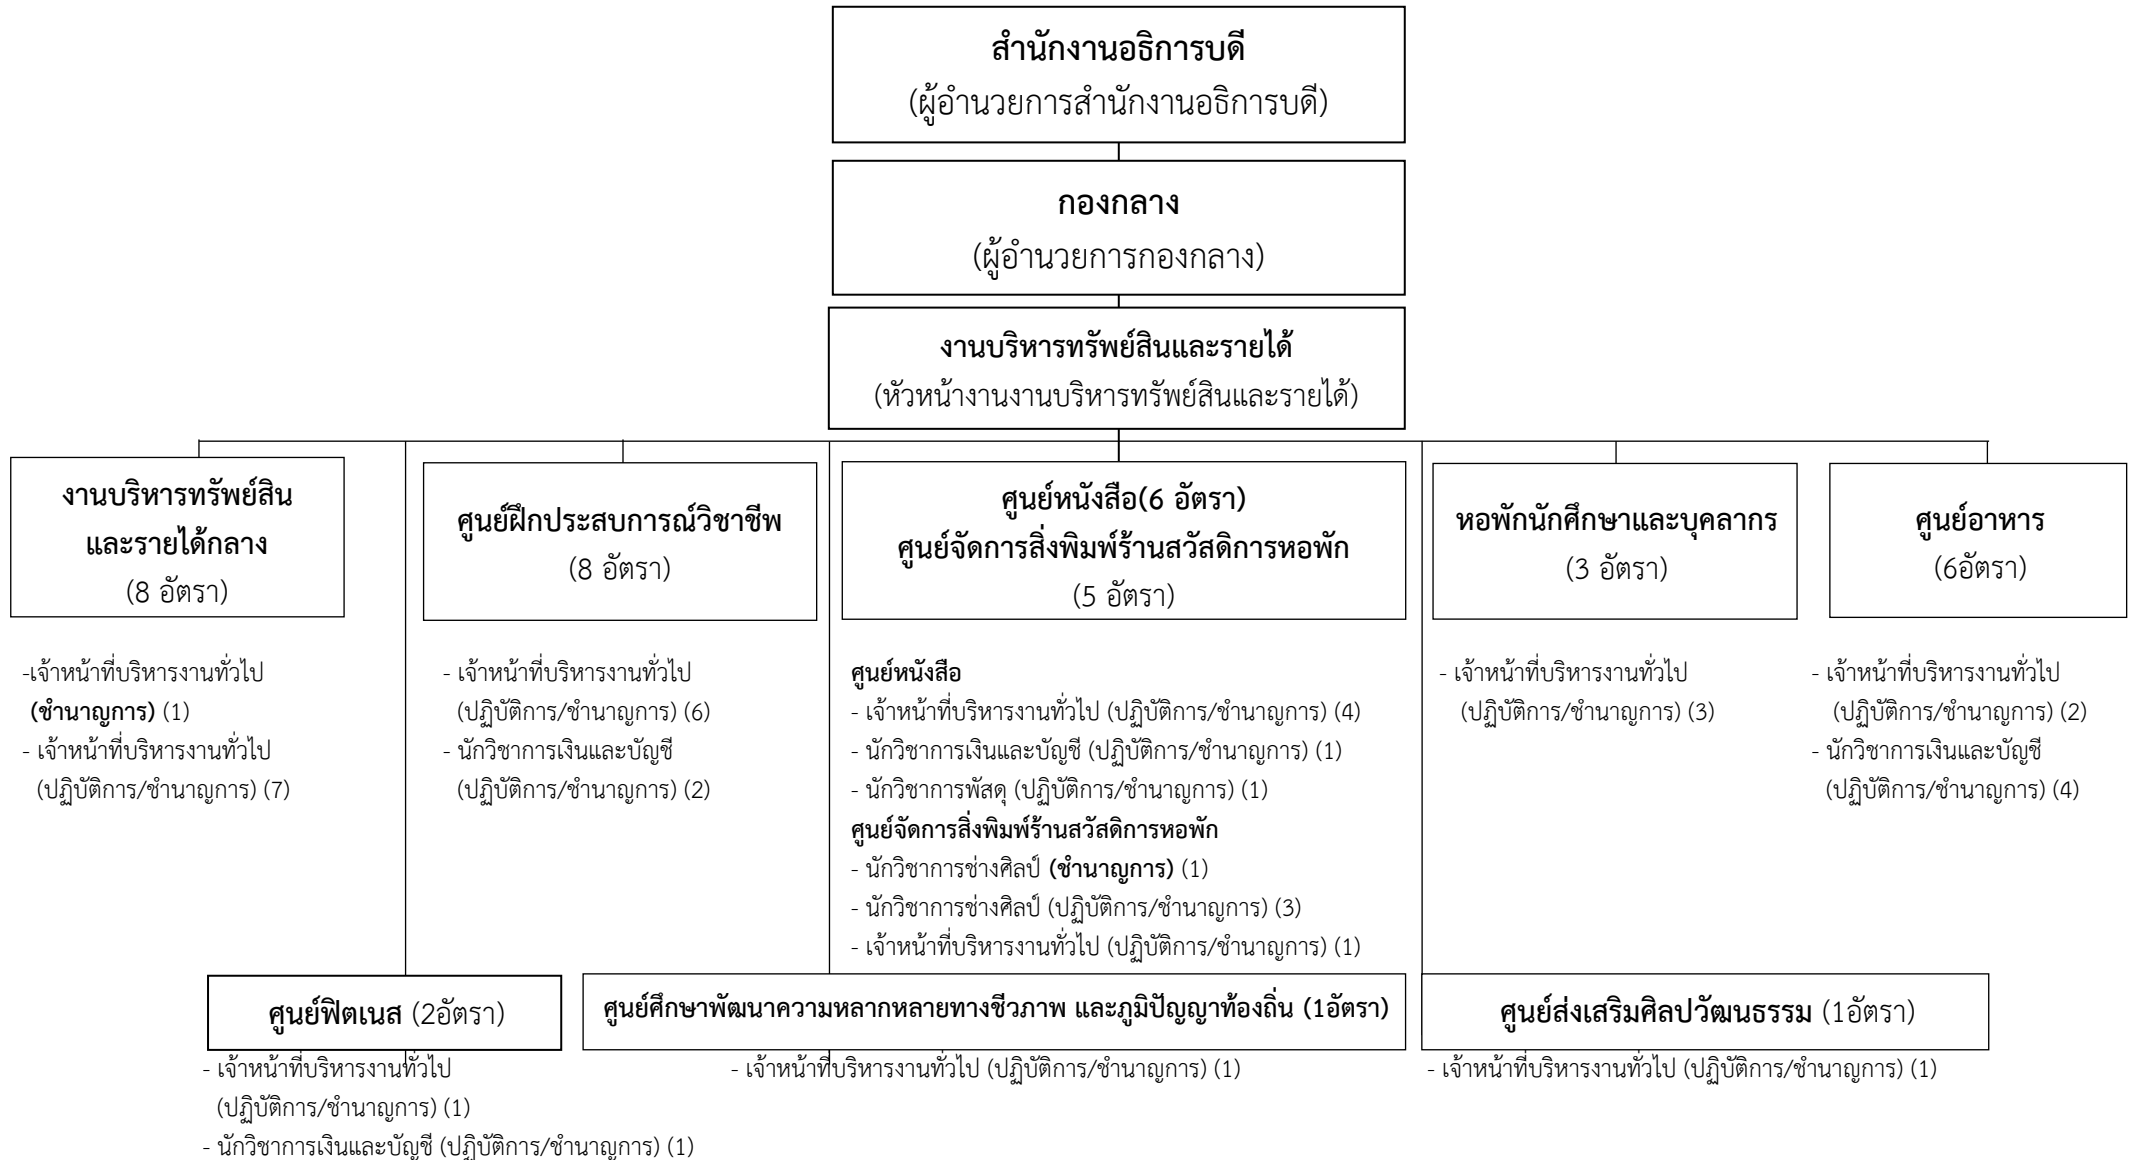 สำนักงานอธิการบดี
(ผู้อำนวยการสำนักงานอธิการบดี)
กองกลาง
(ผู้อำนวยการกองกลาง)
งานบริหารทรัพย์สินและรายได้
(หัวหน้างานงานบริหารทรัพย์สินและรายได้)
งานบริหารทรัพย์สิน
และรายได้กลาง
(8 อัตรา)
-เจ้าหน้าที่บริหารงานทั่วไป
(ชำนาญการ) (1)
- เจ้าหน้าที่บริหารงานทั่วไป
(ปฏิบัติการ/ชำนาญการ) (7)
ศูนย์ฝึกประสบการณ์วิชาชีพ
(8 อัตรา)
- เจ้าหน้าที่บริหารงานทั่วไป
(ปฏิบัติการ/ชำนาญการ) (6)
- นักวิชาการเงินและบัญชี
(ปฏิบัติการ/ชำนาญการ) (2)
ศูนย์หนังสือ(6 อัตรา)
ศูนย์จัดการสิ่งพิมพ์ร้านสวัสดิการหอพัก
(5 อัตรา)
ศูนย์หนังสือ
- เจ้าหน้าที่บริหารงานทั่วไป (ปฏิบัติการ/ชำนาญการ) (4)
- นักวิชาการเงินและบัญชี (ปฏิบัติการ/ชำนาญการ) (1)
- นักวิชาการพัสดุ (ปฏิบัติการ/ชำนาญการ) (1)
ศูนย์จัดการสิ่งพิมพ์ร้านสวัสดิการหอพัก
- นักวิชาการช่างศิลป์ (ชำนาญการ) (1)
- นักวิชาการช่างศิลป์ (ปฏิบัติการ/ชำนาญการ) (3)
- เจ้าหน้าที่บริหารงานทั่วไป (ปฏิบัติการ/ชำนาญการ) (1)
หอพักนักศึกษาและบุคลากร
(3 อัตรา)
- เจ้าหน้าที่บริหารงานทั่วไป
(ปฏิบัติการ/ชำนาญการ) (3)
ศูนย์อาหาร
(6อัตรา)
- เจ้าหน้าที่บริหารงานทั่วไป
(ปฏิบัติการ/ชำนาญการ) (2)
- นักวิชาการเงินและบัญชี
(ปฏิบัติการ/ชำนาญการ) (4)
ศูนย์ฟิตเนส (2อัตรา)
- เจ้าหน้าที่บริหารงานทั่วไป
(ปฏิบัติการ/ชำนาญการ) (1)
- นักวิชาการเงินและบัญชี (ปฏิบัติการ/ชำนาญการ) (1)
ศูนย์ศึกษาพัฒนาความหลากหลายทางชีวภาพ และภูมิปัญญาท้องถิ่น (1อัตรา)
- เจ้าหน้าที่บริหารงานทั่วไป (ปฏิบัติการ/ชำนาญการ) (1)
ศูนย์ส่งเสริมศิลปวัฒนธรรม (1อัตรา)
- เจ้าหน้าที่บริหารงานทั่วไป (ปฏิบัติการ/ชำนาญการ) (1)